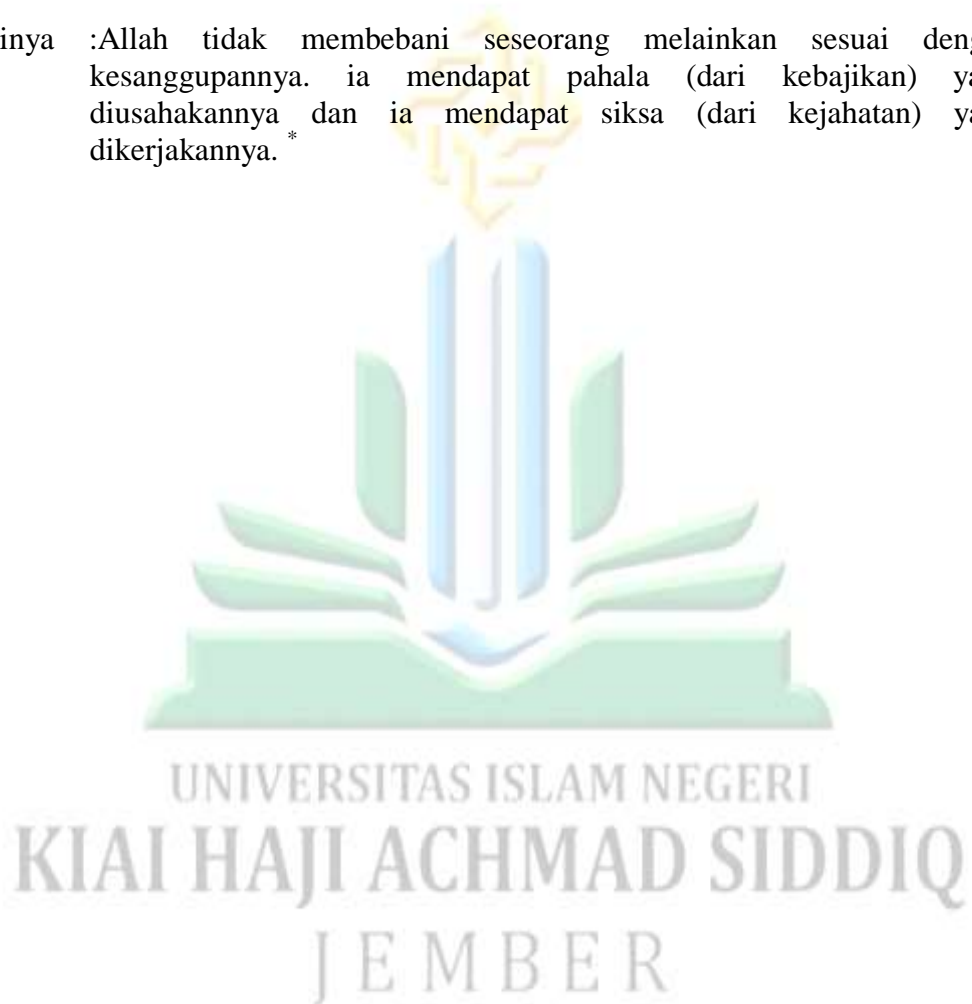 inya :Allah tidak membebani seseorang melainkan sesuai deng
kesanggupannya. ia mendapat pahala (dari kebajikan) ya
diusahakannya dan ia mendapat siksa (dari kejahatan) ya
dikerjakannya. *
UNIVERSITAS ISLAM NEGERI
KIAI HAJI ACHMAD SIDDIQ
JEMBER